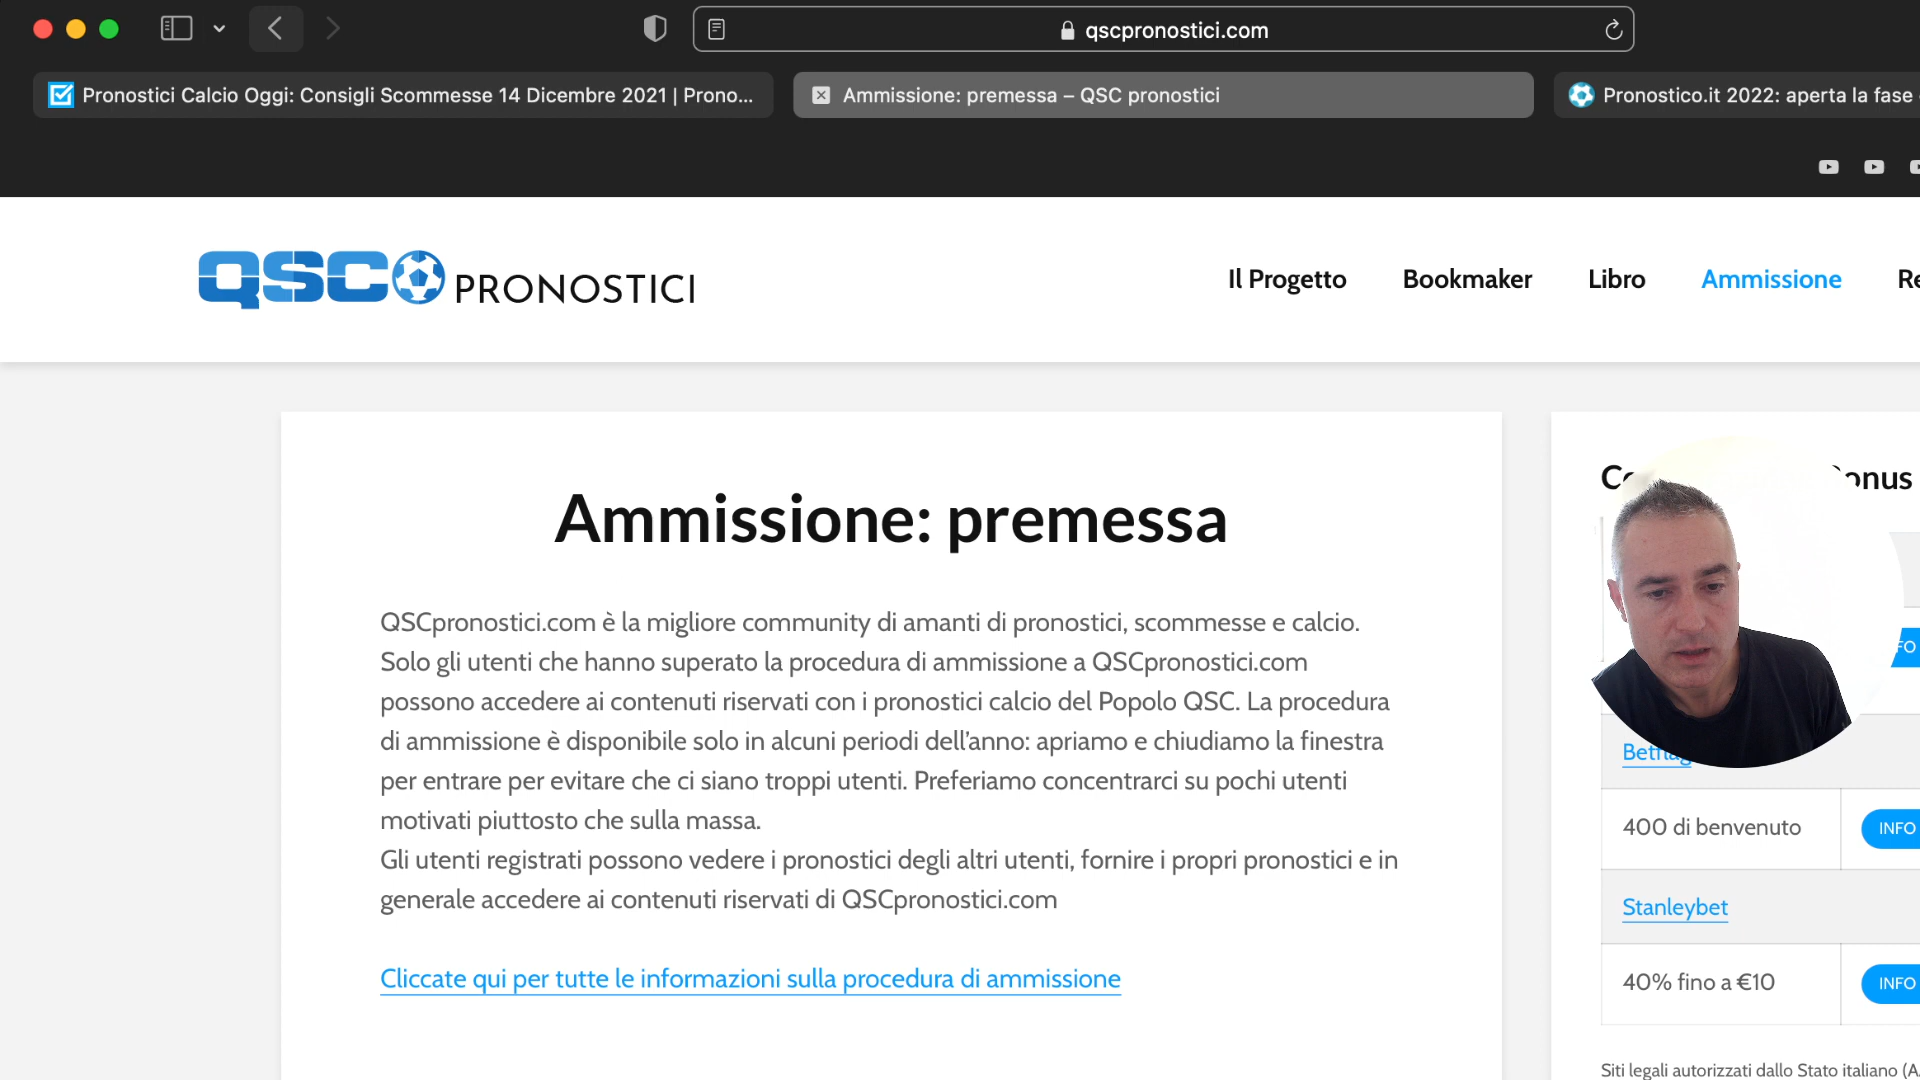 qscpronostici.com
Pronostici Calcio Oggi: Consigli Scommesse 14 Dicembre 2021 | Prono...
Ammissione: premessa – QSC pronostici
Pronostico.it 2022: aperta la fase
QSC PRONOSTICI
Il Progetto
Bookmaker
Libro
Ammissione
Ammissione: premessa
QSCpronostici.com è la migliore community di amanti di pronostici, scommesse e calcio.
Solo gli utenti che hanno superato la procedura di ammissione a QSCpronostici.com
possono accedere ai contenuti riservati con i pronostici calcio del Popolo QSC. La procedura
di ammissione è disponibile solo in alcuni periodi dell’anno: apriamo e chiudiamo la finestra
per entrare per evitare che ci siano troppi utenti. Preferiamo concentrarci su pochi utenti
motivati piuttosto che sulla massa.
Gli utenti registrati possono vedere i pronostici degli altri utenti, fornire i propri pronostici e in
generale accedere ai contenuti riservati di QSCpronostici.com
Cliccate qui per tutte le informazioni sulla procedura di ammissione
400 di benvenuto
INFO
Stanleybet
40% fino a €10
INFO
Siti legali autorizzati dallo Stato italiano